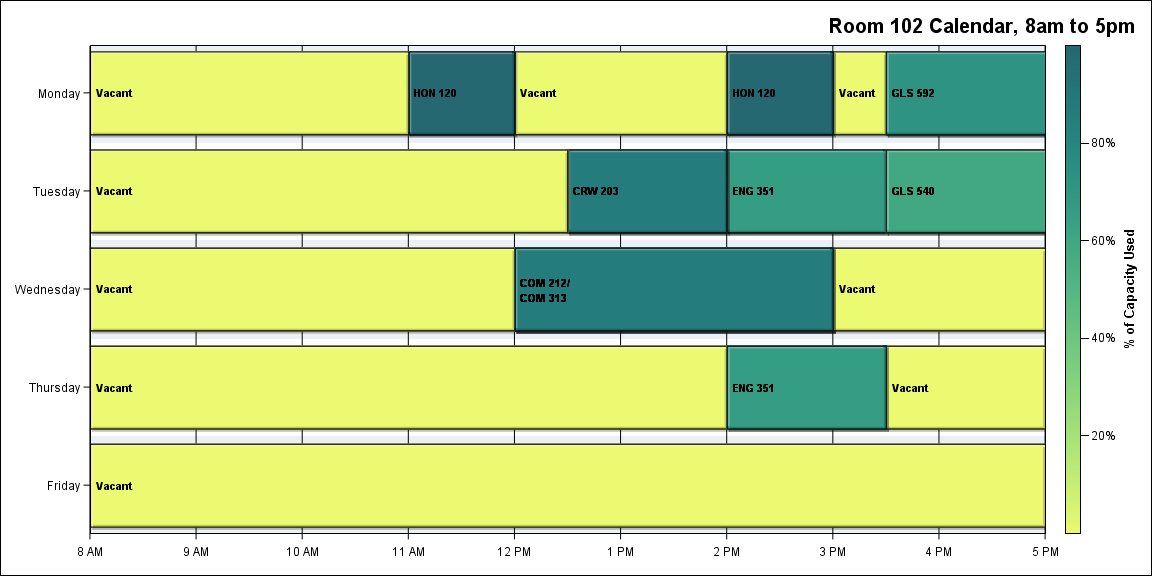 Room 102 Calendar, 8am to 5pm
Monday
Vacant
HON 120
Vacant
HON 120
Vacant
GLS 592
Tuesday
Vacant
CRW 203
ENG 351
GLS 540
Wednesday
Vacant
COM 212/
COM 313
Vacant
Thursday
Vacant
ENG 351
Vacant
Friday
Vacant
8 AM
9 AM
10 AM
11 AM
12 PM
1 PM
2 PM
3 PM
4 PM
5 PM
80%
60%
40%
20%
% of Capacity Used